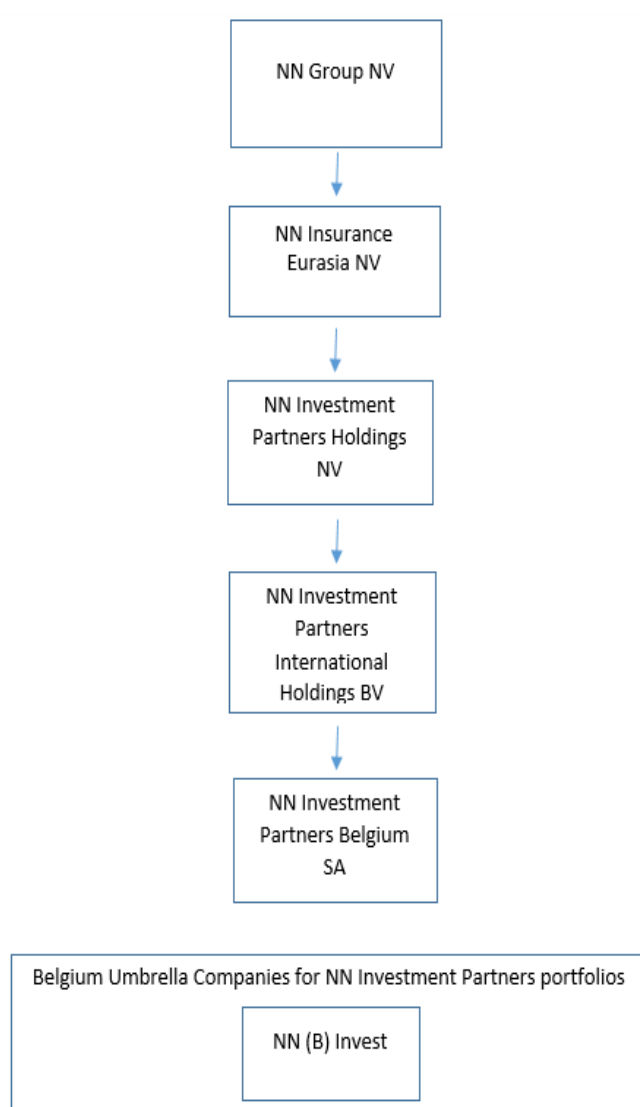 NN Group NV
NN Insurance
Eurasia NV
NN Investment
Partners Holdings
NV
NN Investment
Partners
International
Holdings BV
NN Investment
Partners Belgium
SA
Belgium Umbrella Companies for NN Investment Partners portfolios
NN (B) Invest